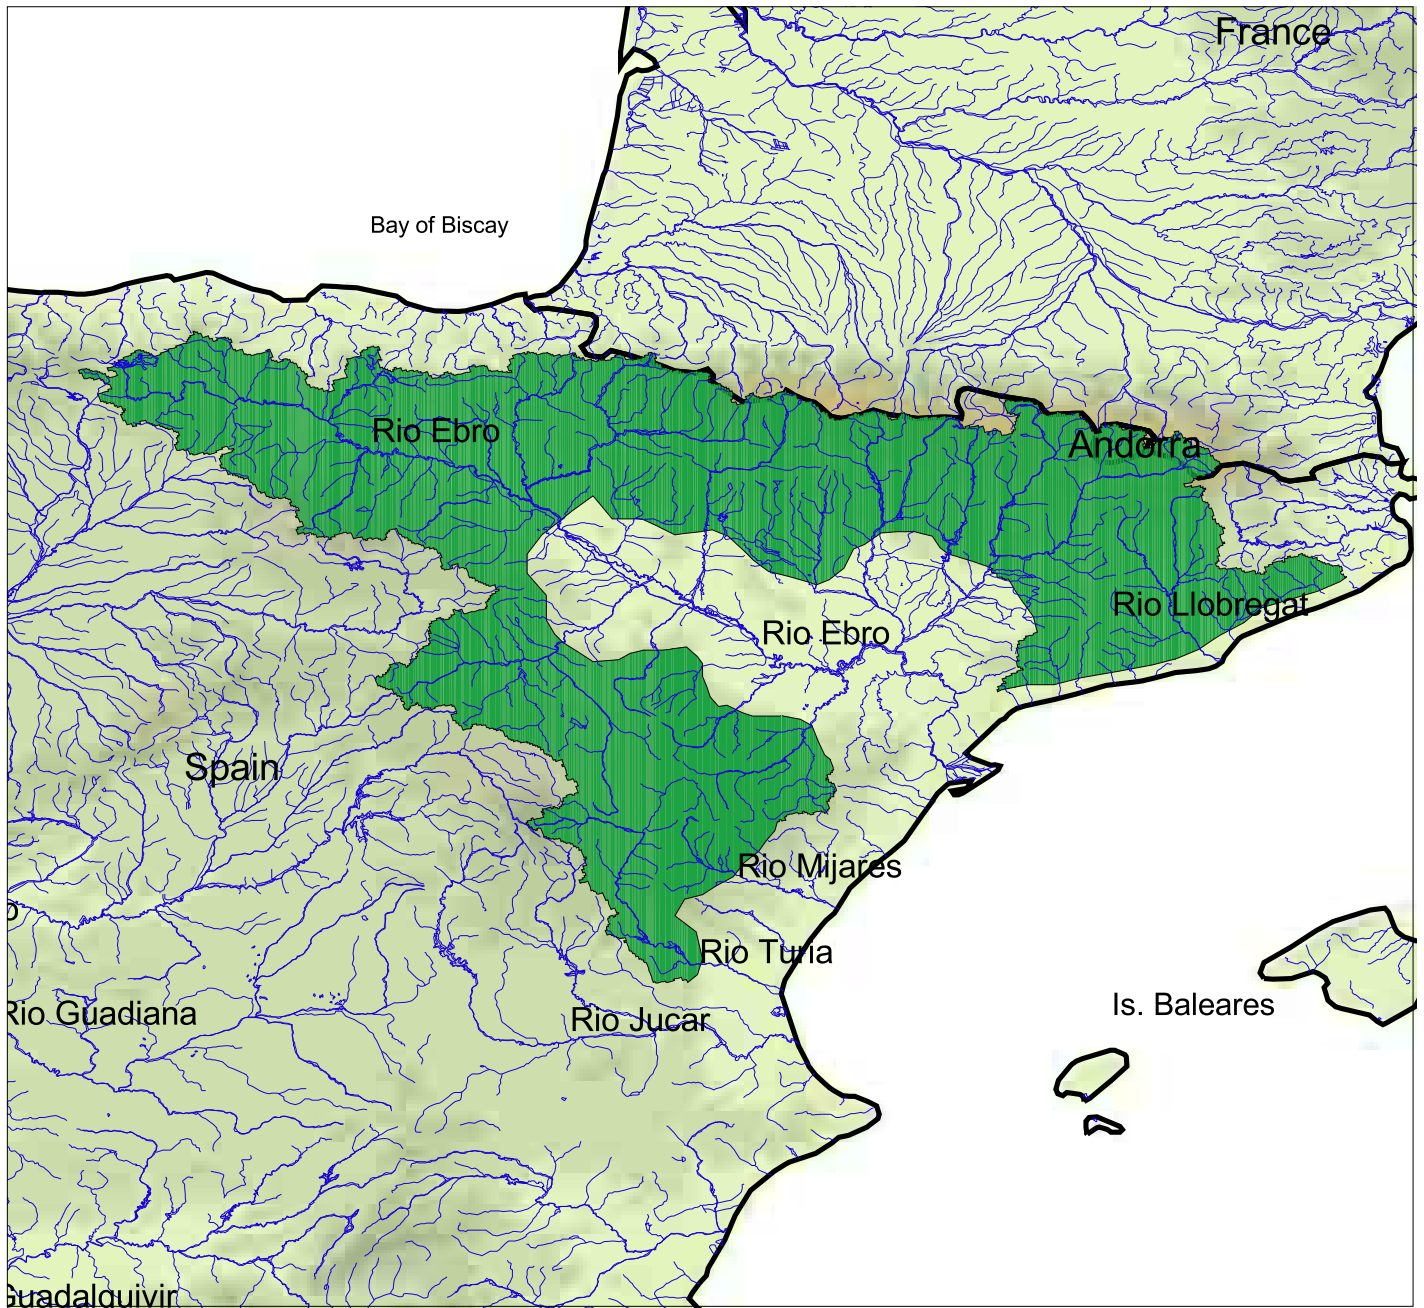 France
Bay of Biscay
Rio Ebro
Andorra
Rio Llobregat
Rio Ebro
Spain
Rio Mijares
o
Rio Turia
Is. Baleares
Rio Guadiana
Rio Jucar
Guadalquivir